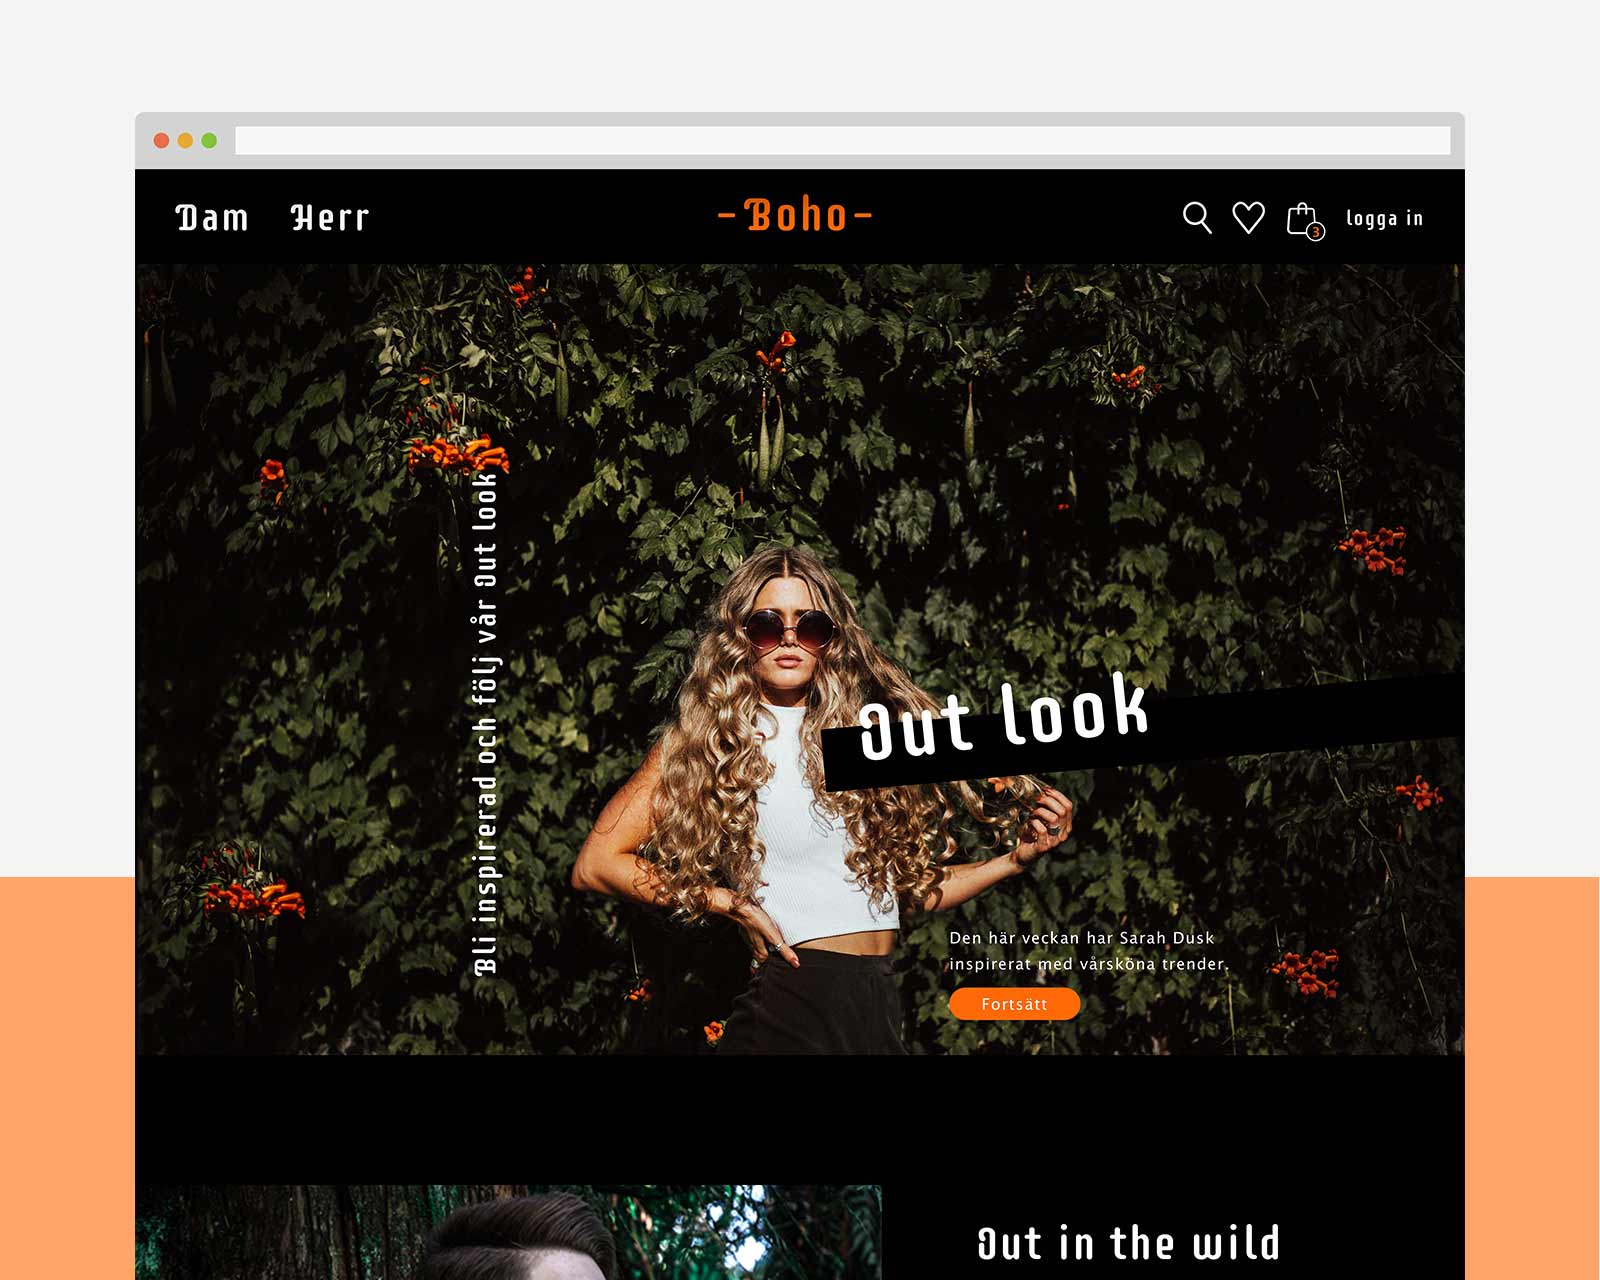 Dam Herr
-Boho-
3
logga in
Bli inspirerad och följ vår Out look
Out look
Den här veckan har Sarah Dusk
inspirerat med vårsköna trender.
Fortsätt
Out in the wild